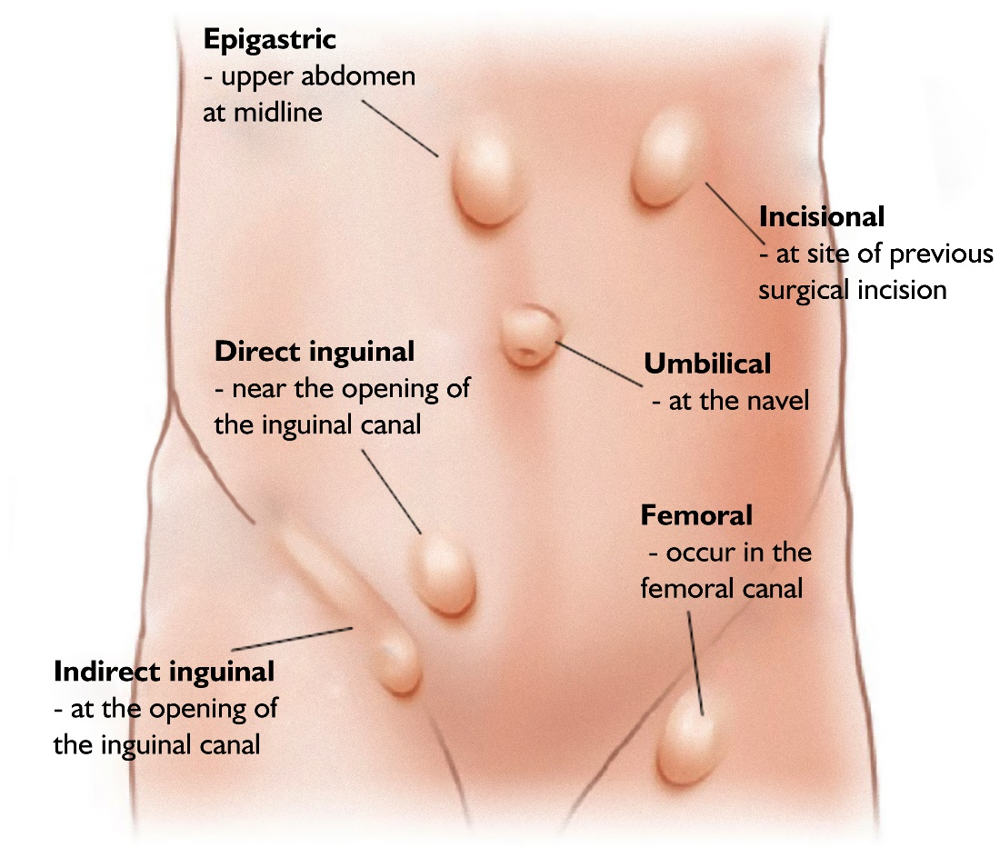 Epigastric
- upper abdomen
at midline
Incisional
- at site of previous
surgical incision
Direct inguinal
- near the opening of
the inguinal canal
Umbilical
- at the navel
Femoral
- occur in the
femoral canal
Indirect inguinal
- at the opening of
the inguinal canal